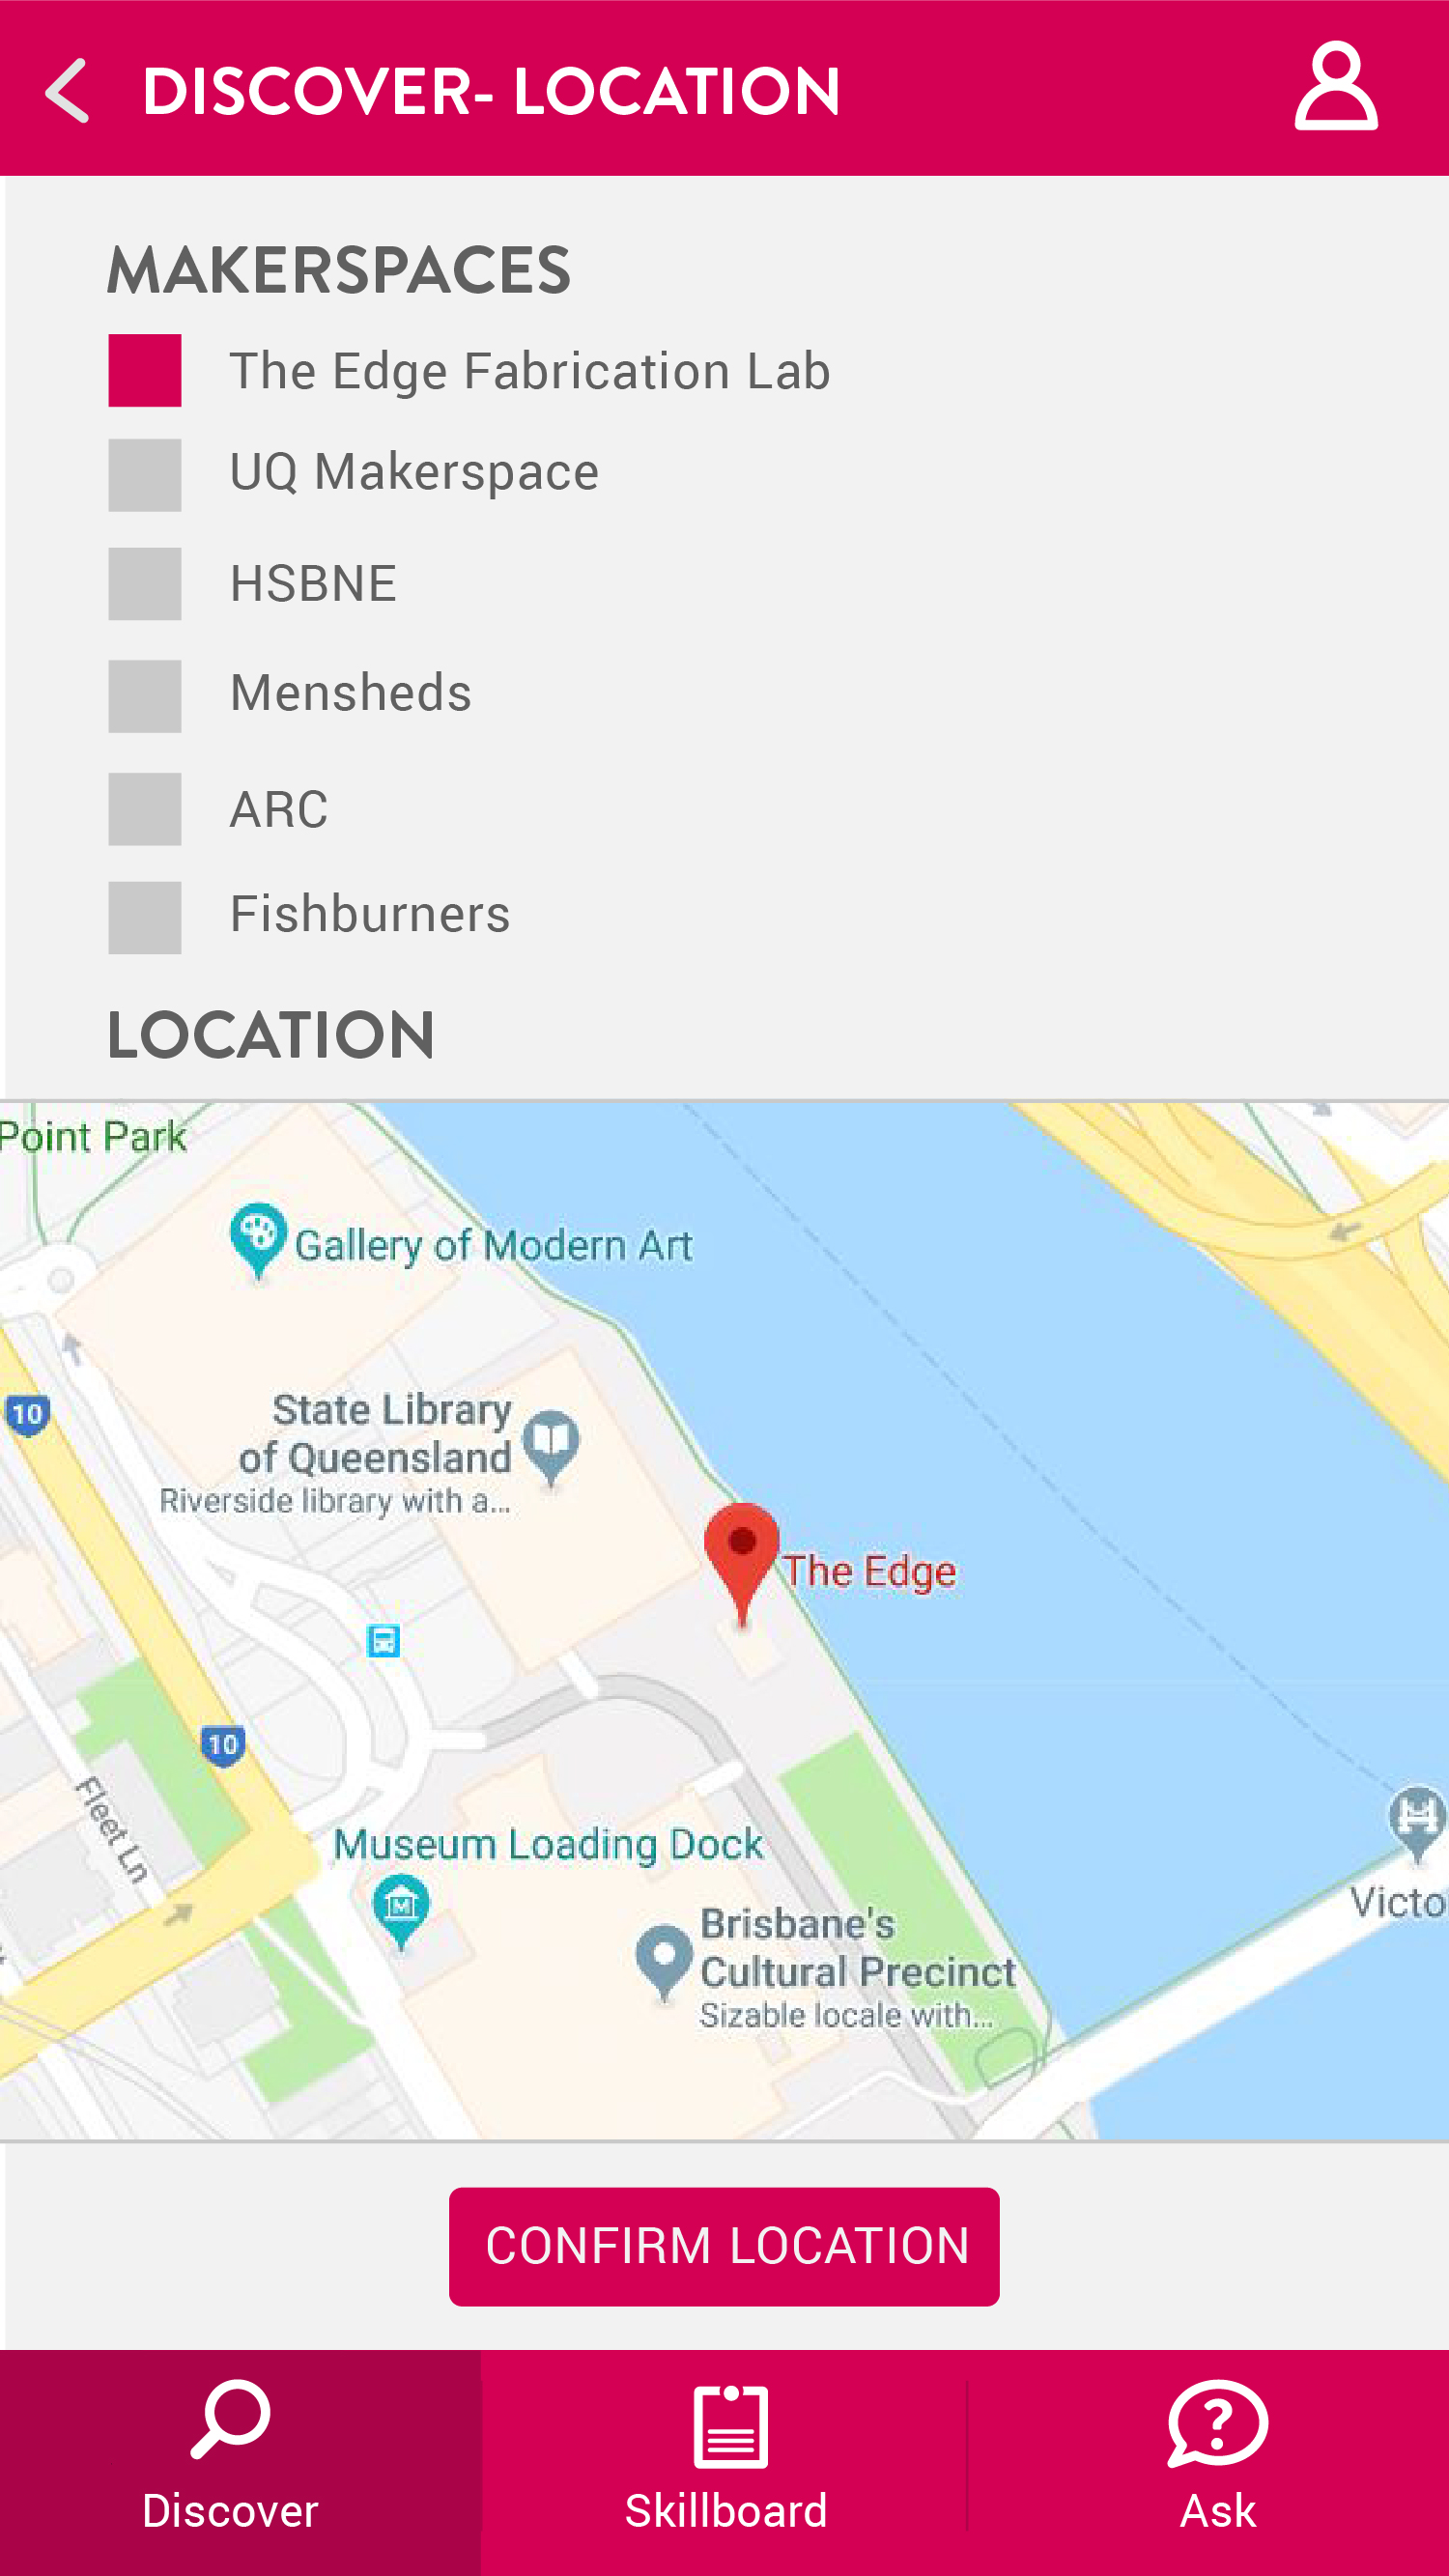 DISCOVER- LOCATION
MAKERSPACES
The Edge Fabrication Lab
UQ Makerspace
HSBNE
Mensheds
ARC
Fishburners
LOCATION
Point Park
Gallery of Modern Art
10
State Library
of Queensland
Riverside library with a...
The Edge
10
Fleet Ln
Museum Loading Dock
M
Brisbane's
Cultural Precinct
Sizable locale with...
Victo
CONFIRM LOCATION
Discover
Skillboard
?
Ask